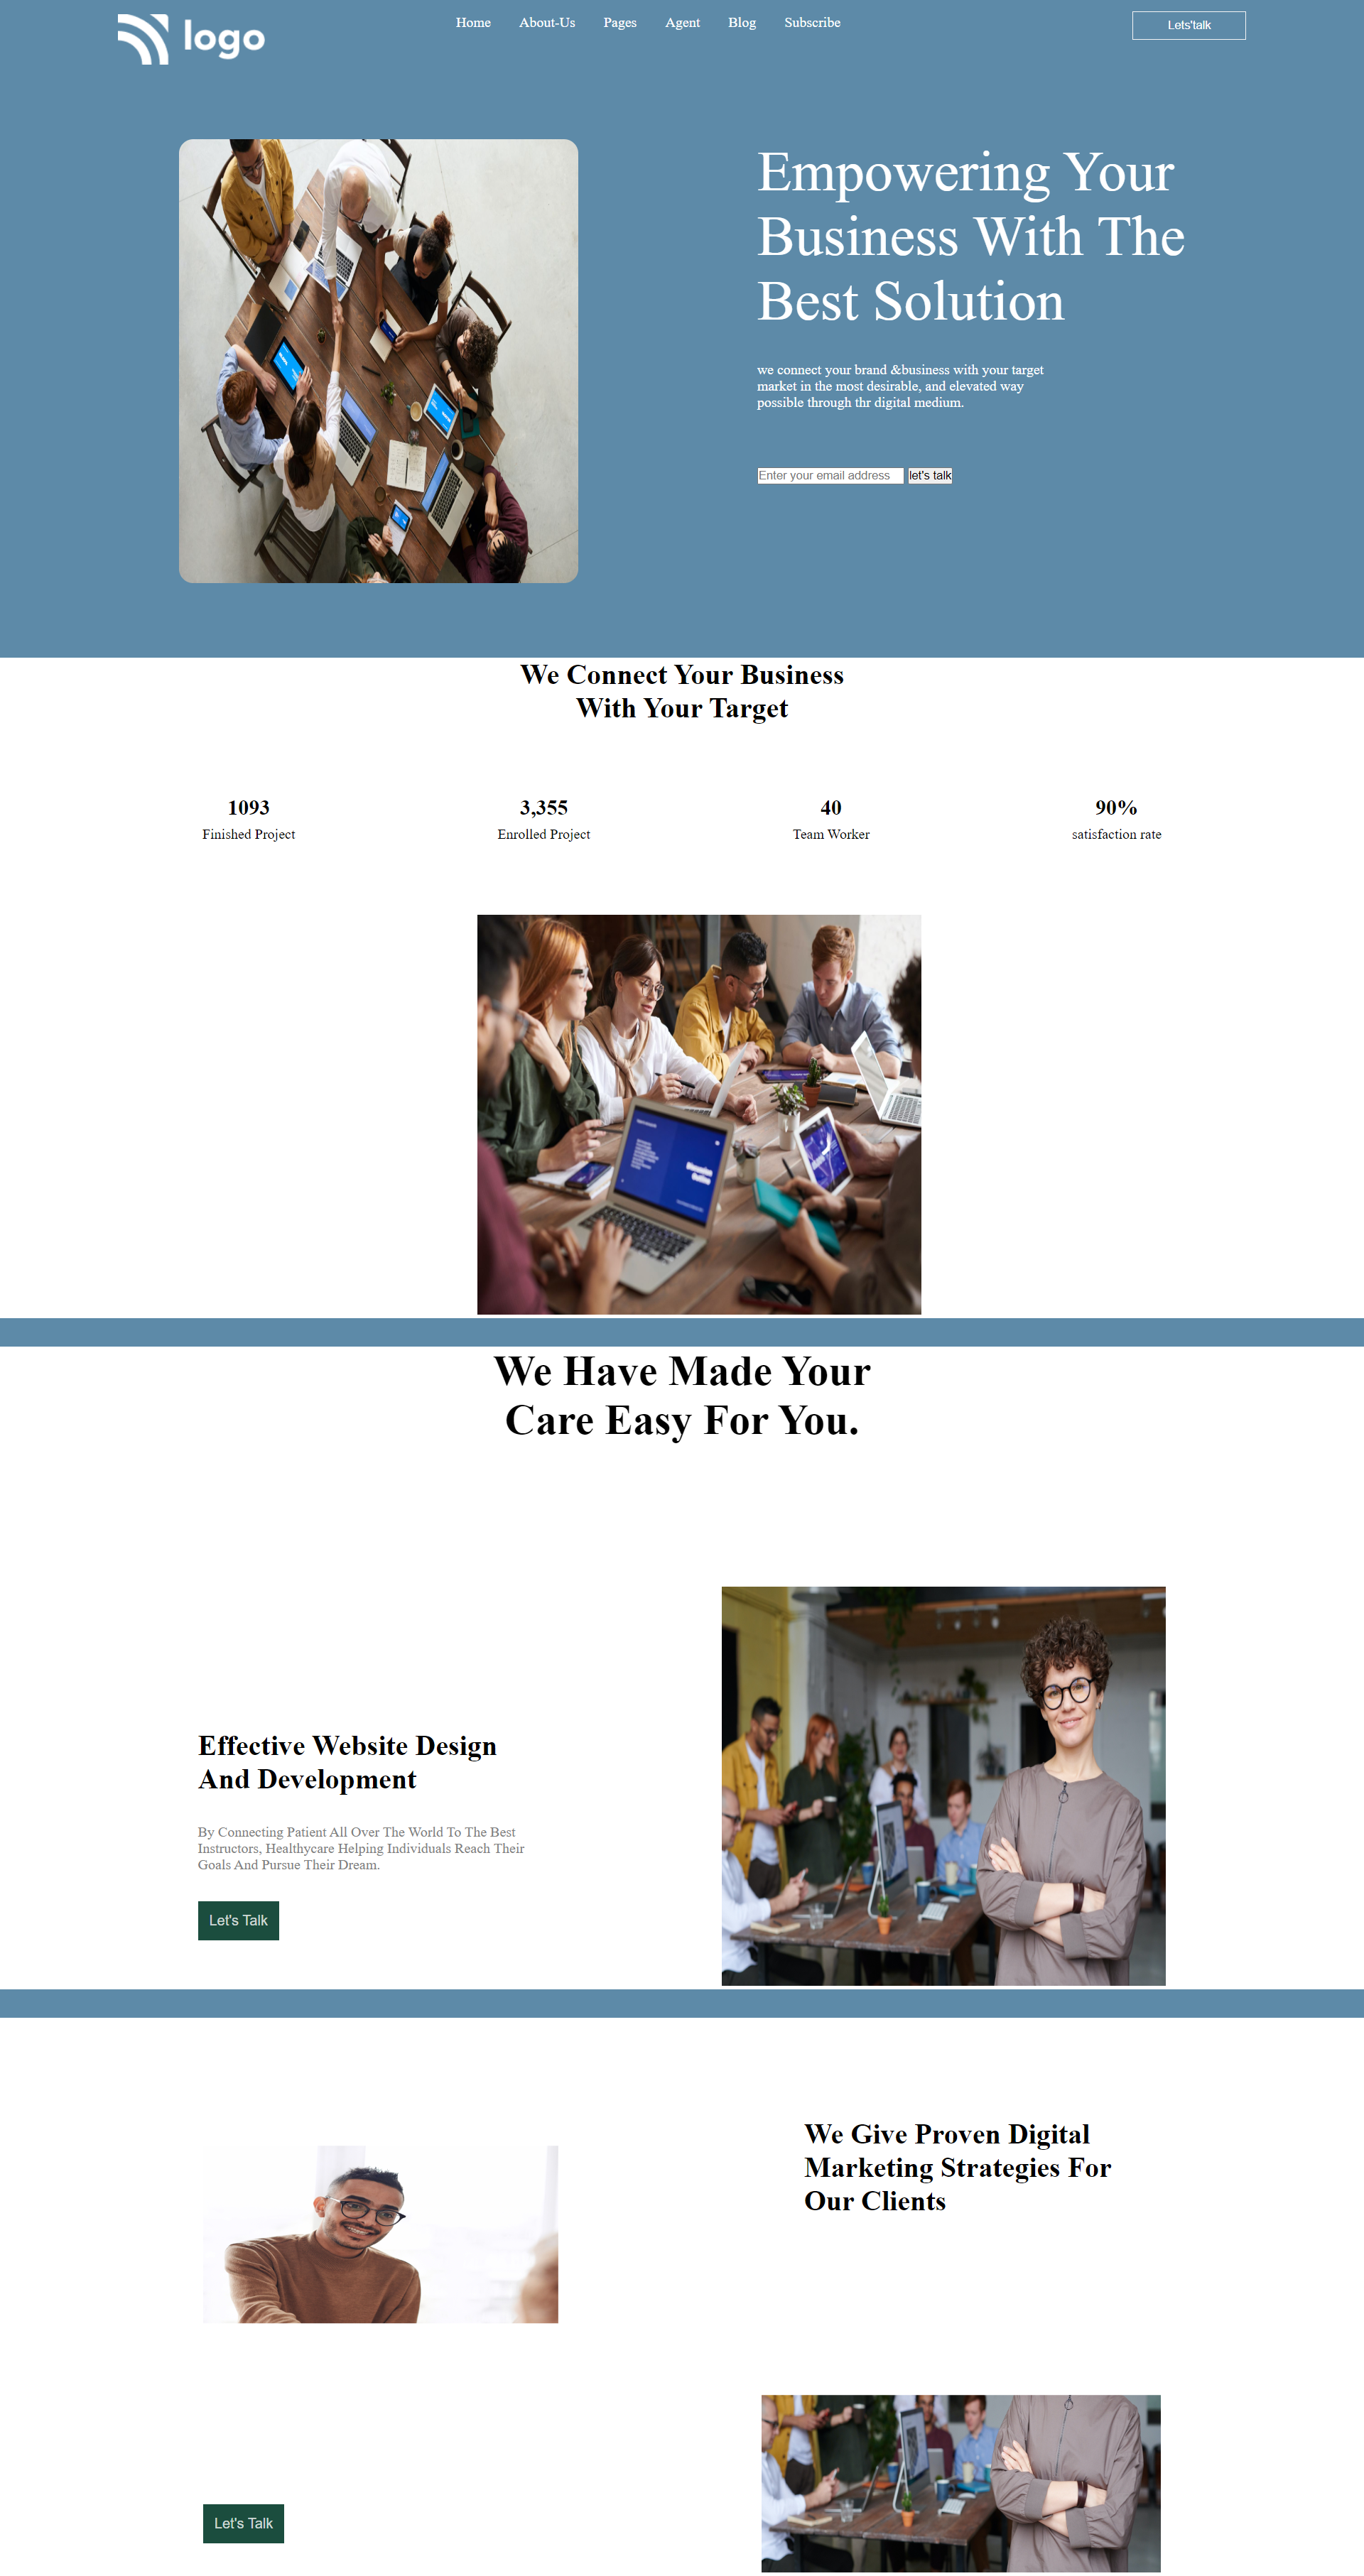 logo
Home About-Us Pages Agent Blog Subscribe
Lets'talk
Empowering Your
Business With The
Best Solution
we connect your brand &business with your target
market in the most desirable, and elevated way
possible through thr digital medium.
Enter your email address let's talk
We Connect Your Business
With Your Target
1093
Finished Project
3,355
Enrolled Project
40
Team Worker
90%
satisfaction rate
We Have Made Your
Care Easy For You.
Effective Website Design
And Development
By Connecting Patient All Over The World To The Best
Instructors, Healthycare Helping Individuals Reach Their
Goals And Pursue Their Dream.
Let's Talk
We Give Proven Digital
Marketing Strategies For
Our Clients
Let's Talk